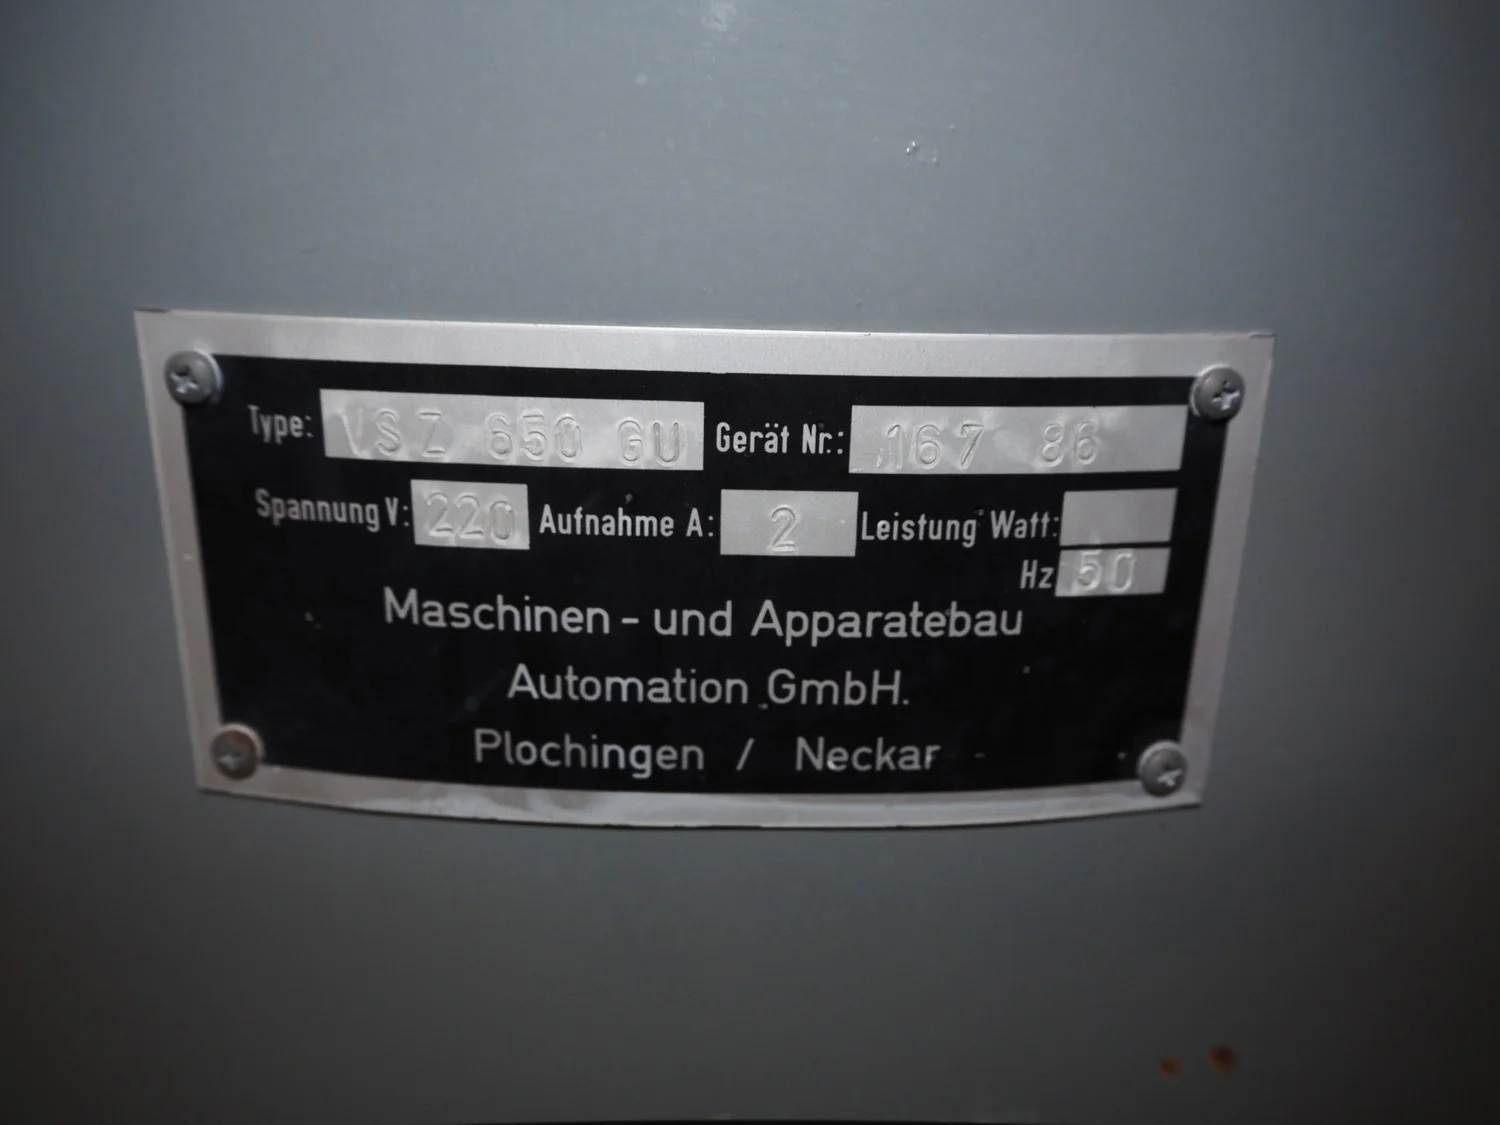 Type: VSZ 650 GU Gerät Nr.: 167 86
Spannung V: 220 Aufnahme A: 2 Leistung Watt:
Hz 50
Maschinen - und Apparatebau
Automation GmbH.
Plochingen / Neckar